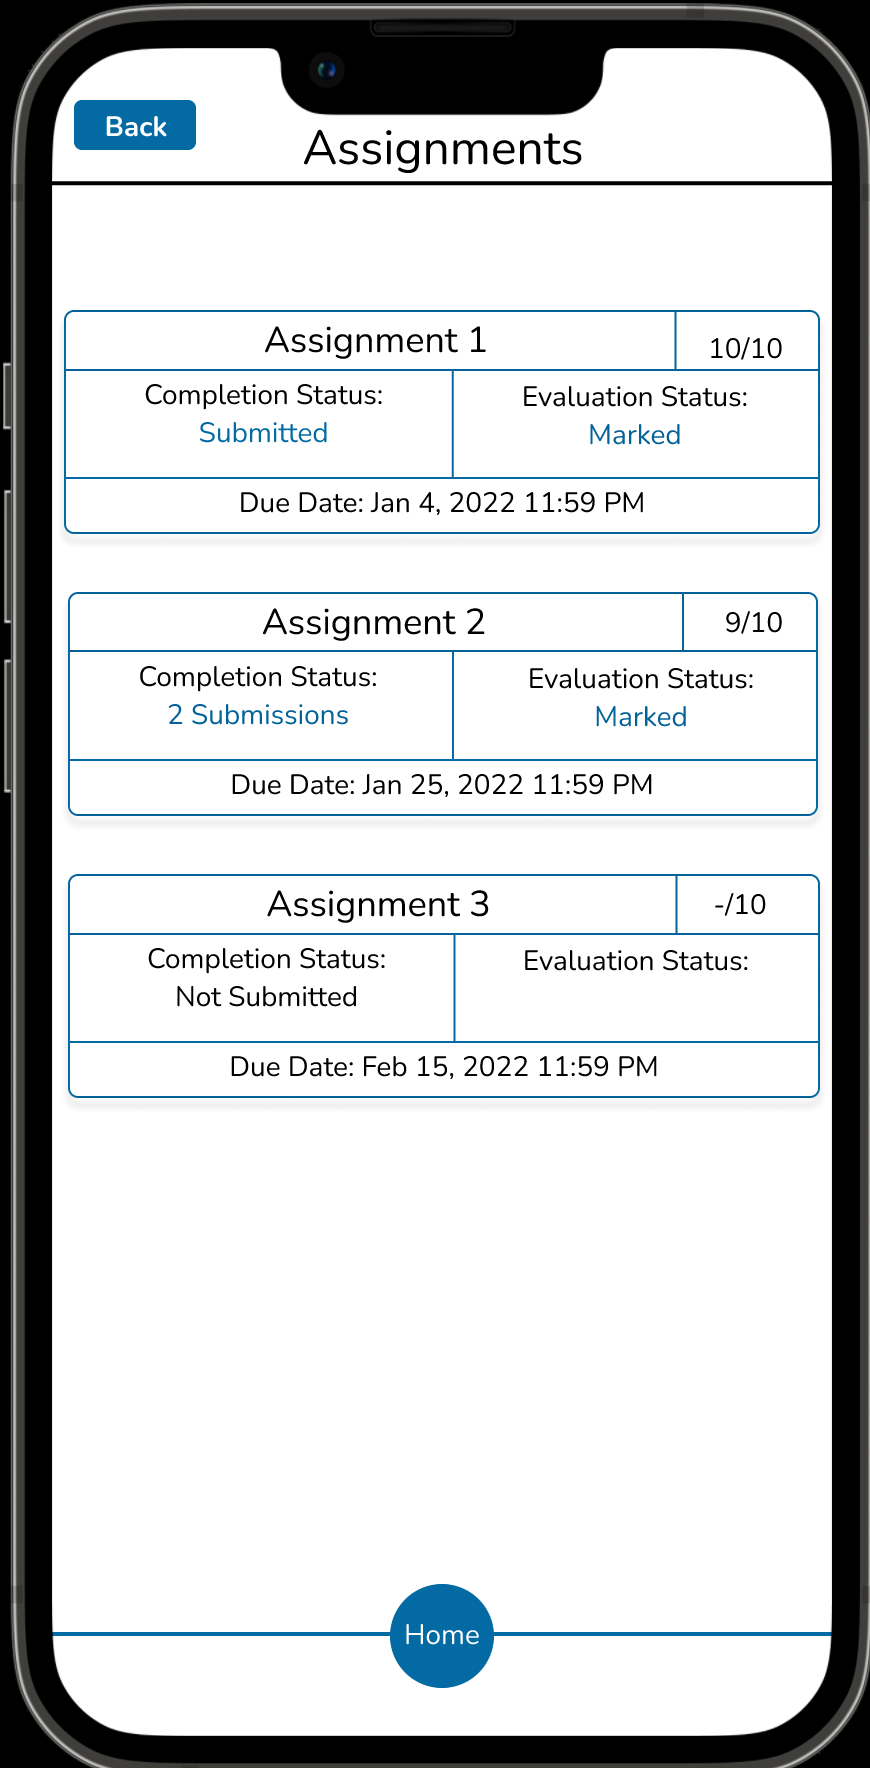 Back
Assignments
Assignment 1
10/10
Completion Status:
Submitted
Evaluation Status:
Marked
Due Date: Jan 4, 2022 11:59 PM
Assignment 2
9/10
Completion Status:
2 Submissions
Evaluation Status:
Marked
Due Date: Jan 25, 2022 11:59 PM
Assignment 3
-/10
Completion Status:
Not Submitted
Evaluation Status:
Due Date: Feb 15, 2022 11:59 PM
Home